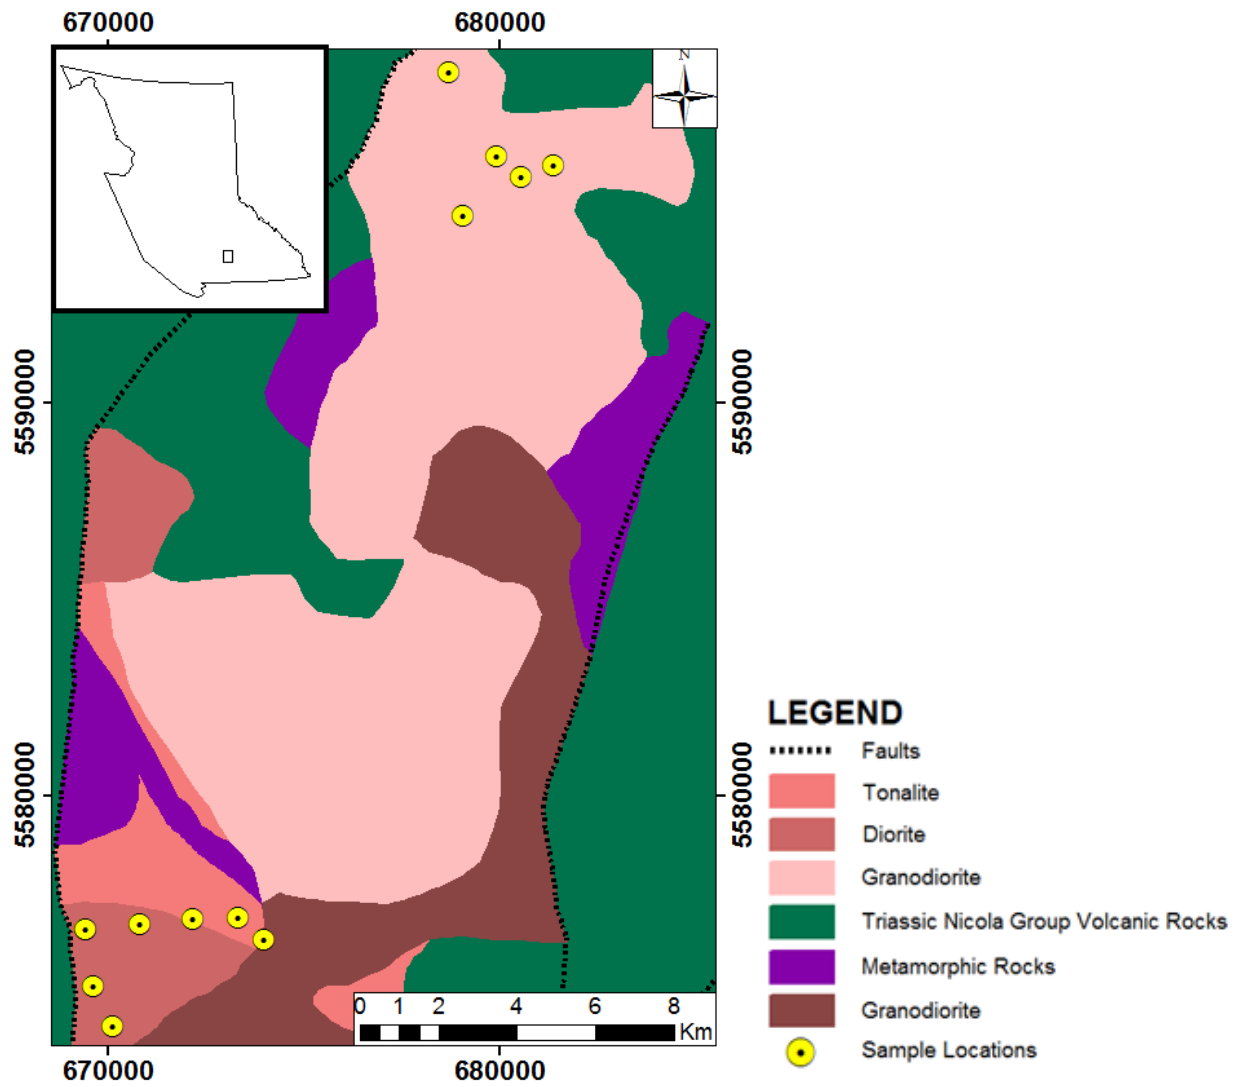 670000 680000
N
5590000 5590000
5580000 5580000
LEGEND
Faults
Tonalite
Diorite
Granodiorite
Triassic Nicola Group Volcanic Rocks
Metamorphic Rocks
Granodiorite
Sample Locations
0 1 2 4 6 8
Km
670000 680000